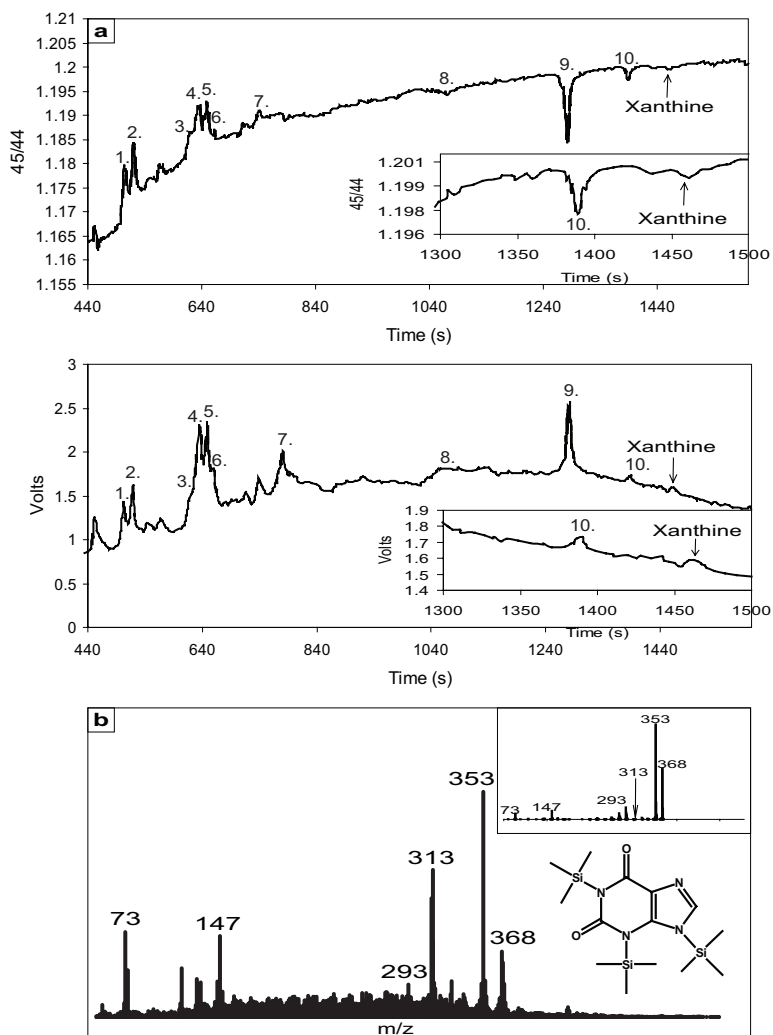 a
1.21
1.205
1.2
1.195
1.19
1.185
1.18
1.175
1.17
1.165
1.16
1.155
45/44
1.
2.
3.
4.
5.
6.
7.
8.
9.
10.
Xanthine
1.201
1.199
1.198
1.196
45/44
10.
Xanthine
1300 1350 1400 1450 1500
Time (s)
440 640 840 1040 1240 1440
Time (s)
3
2.5
2
1.5
1
0.5
0
Volts
1.
2.
3.
4.
5.
6.
7.
8.
9.
10.
Xanthine
1.9
1.8
1.7
1.6
1.5
1.4
Volts
10.
Xanthine
1300 1350 1400 1450 1500
Time (s)
440 640 840 1040 1240 1440
Time (s)
b
73
147
293
313
353
368
m/z
73
147
293
313
353
368
O
Si
N
N
O
N
N
Si
Si